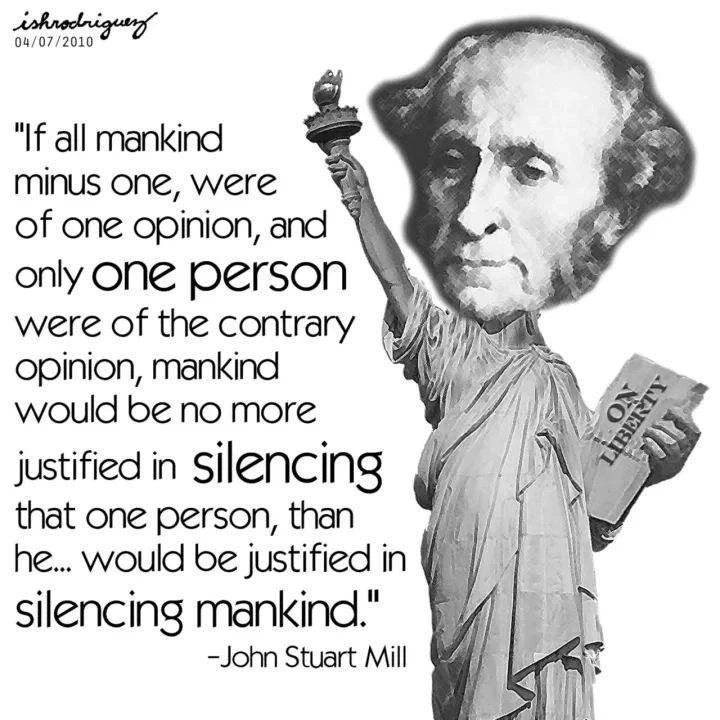 ishrodriguez
04/07/2010
"If all mankind
minus one, were
of one opinion, and
only one person
were of the contrary
opinion, mankind
would be no more
justified in silencing
that one person, than
he... would be justified in
silencing mankind."
-John Stuart Mill
ON
LIBERTY